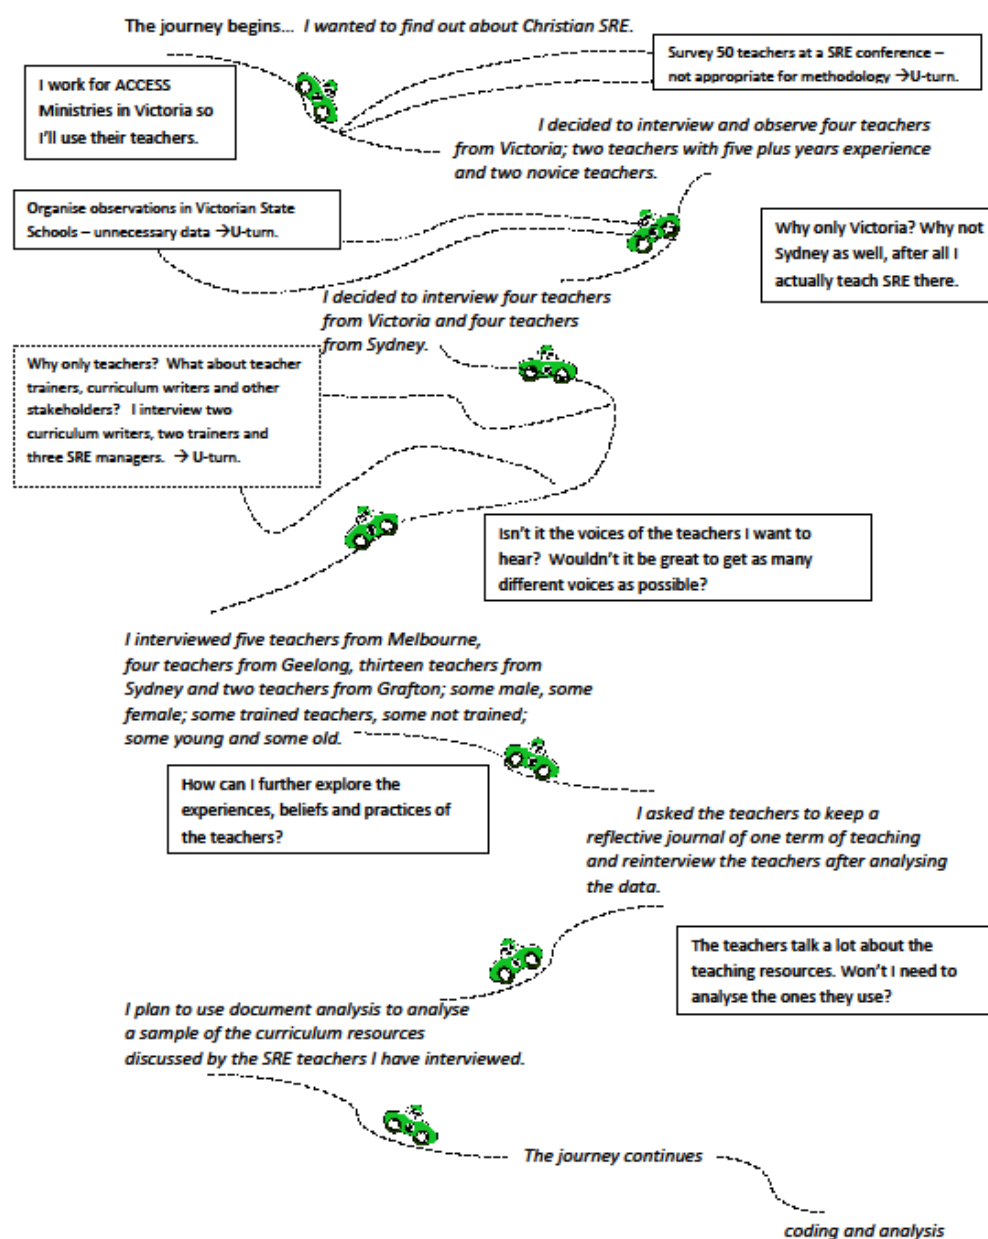 The journey begins... I wanted to find out about Christian SRE.
Survey 50 teachers at a SRE conference –
not appropriate for methodology →U-turn.
I work for ACCESS
Ministries in Victoria so
I'll use their teachers.
I decided to interview and observe four teachers
from Victoria; two teachers with five plus years experience
and two novice teachers.
Organise observations in Victorian State
Schools – unnecessary data →U-turn.
Why only Victoria? Why not
Sydney as well, after all I
actually teach SRE there.
I decided to interview four teachers
from Victoria and four teachers
from Sydney.
Why only teachers? What about teacher
trainers, curriculum writers and other
stakeholders? I interview two
curriculum writers, two trainers and
three SRE managers. → U-turn.
Isn't it the voices of the teachers I want to
hear? Wouldn't it be great to get as many
different voices as possible?
I interviewed five teachers from Melbourne,
four teachers from Geelong, thirteen teachers from
Sydney and two teachers from Grafton; some male, some
female; some trained teachers, some not trained;
some young and some old.
How can I further explore the
experiences, beliefs and practices of
the teachers?
I asked the teachers to keep a
reflective journal of one term of teaching
and reinterview the teachers after analysing
the data.
The teachers talk a lot about the
teaching resources. Won't I need to
analyse the ones they use?
I plan to use document analysis to analyse
a sample of the curriculum resources
discussed by the SRE teachers I have interviewed.
The journey continues
coding and analysis